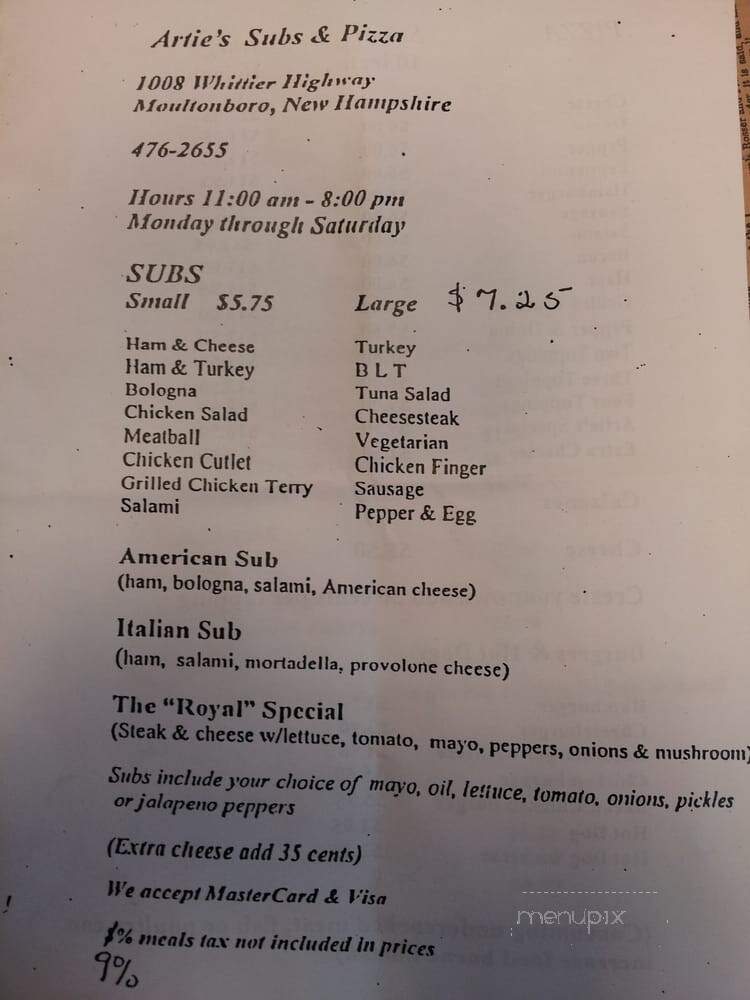 Artie's Subs & Pizza
1008 Whittier Highway
Moultonboro, New Hampshire
476-2655
Hours 11:00 am - 8:00 pm
Monday through Saturday
SUBS
Small $5.75 Large $7.25
Ham & Cheese Turkey
Ham & Turkey B L T
Bologna Tuna Salad
Chicken Salad Cheesesteak
Meatball Vegetarian
Chicken Cutlet Chicken Finger
Grilled Chicken Terry Sausage
Salami Pepper & Egg
American Sub
(ham, bologna, salami, American cheese)
Italian Sub
(ham, salami, mortadella, provolone cheese)
The “Royal” Special
(Steak & cheese w/lettuce, tomato, mayo, peppers, onions & mushroom)
Subs include your choice of mayo, oil, lettuce, tomato, onions, pickles
or jalapeno peppers
(Extra cheese add 35 cents)
We accept MasterCard & Visa
% meals tax not included in prices
9%
menupix